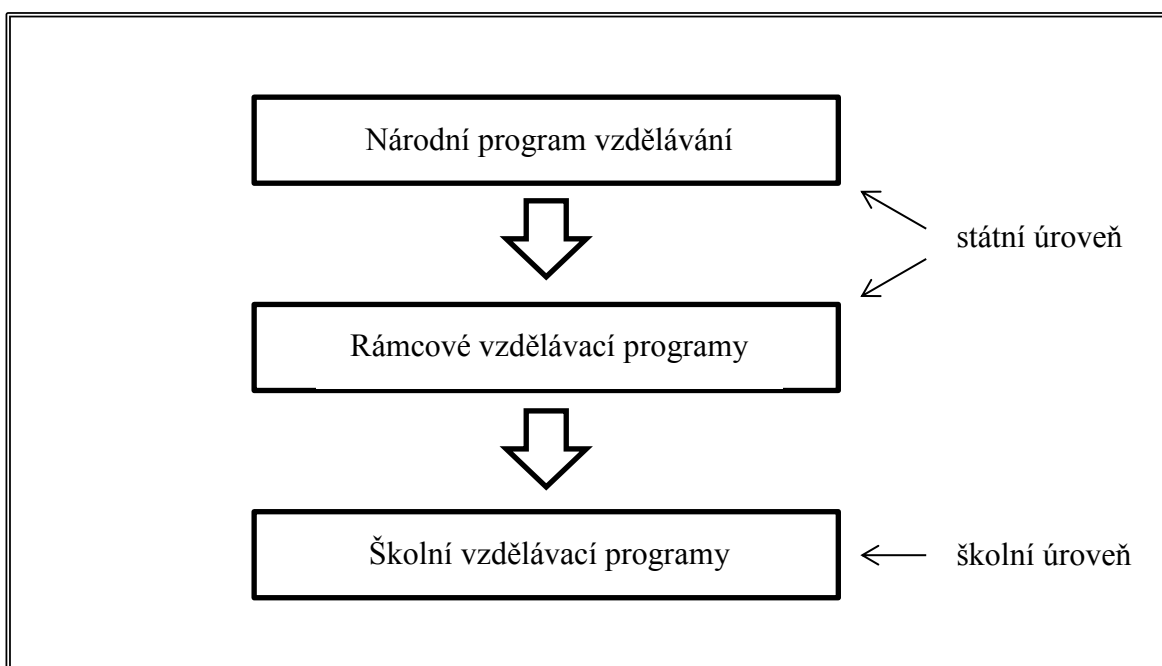 Národní program vzdělávání
státní úroveň
Rámcové vzdělávací programy
Školní vzdělávací programy
školní úroveň